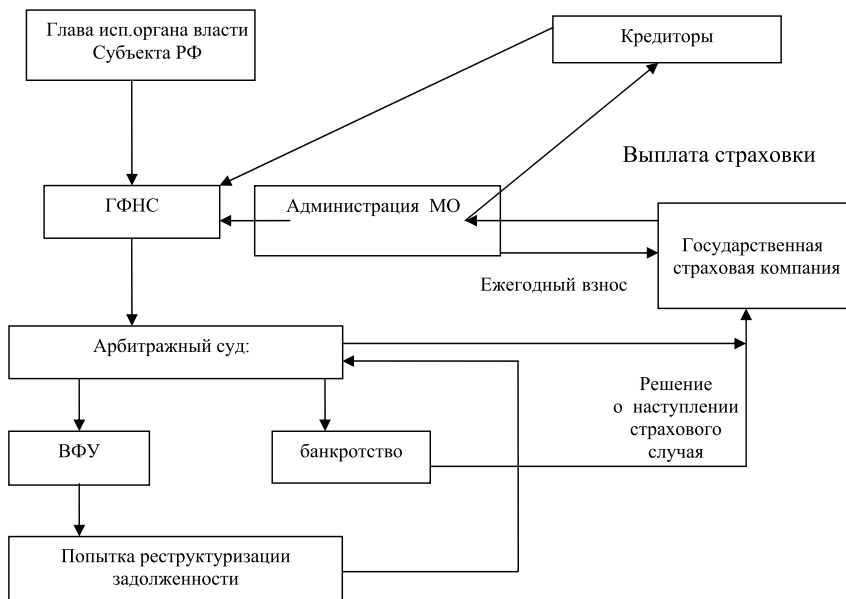 Глава исп.органа власти
Субъекта РФ
Кредиторы
Выплата страховки
ГФНС
Администрация МО
Государственная
страховая компания
Ежегодный взнос
Арбитражный суд:
Решение
о наступлении
страхового
случая
ВФУ
банкротство
Попытка реструктуризации
задолженности